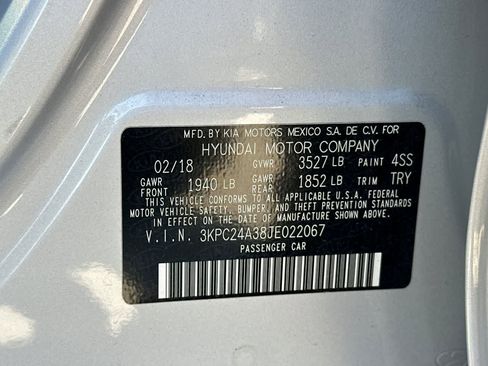 MFD.BY KIA MOTORS MEXICO S.A. DE C.V. FOR
HYUNDAI MOTOR COMPANY
02/18 GVWR 3527 LB PAINT 4SS
GAWR FRONT 1940 LB GAWR REAR 1852 LB TRIM TRY
THIS VEHICLE CONFORMS TO ALL APPLICABLE U.S.A. FEDERAL
MOTOR VEHICLE SAFETY, BUMPER, AND THEFT PREVENTION STANDARDS
IN EFFECT ON THE DATE OF MANUFACTURE SHOWN ABOVE.
V.I.N. 3KPC24A38JE022067
PASSENGER CAR